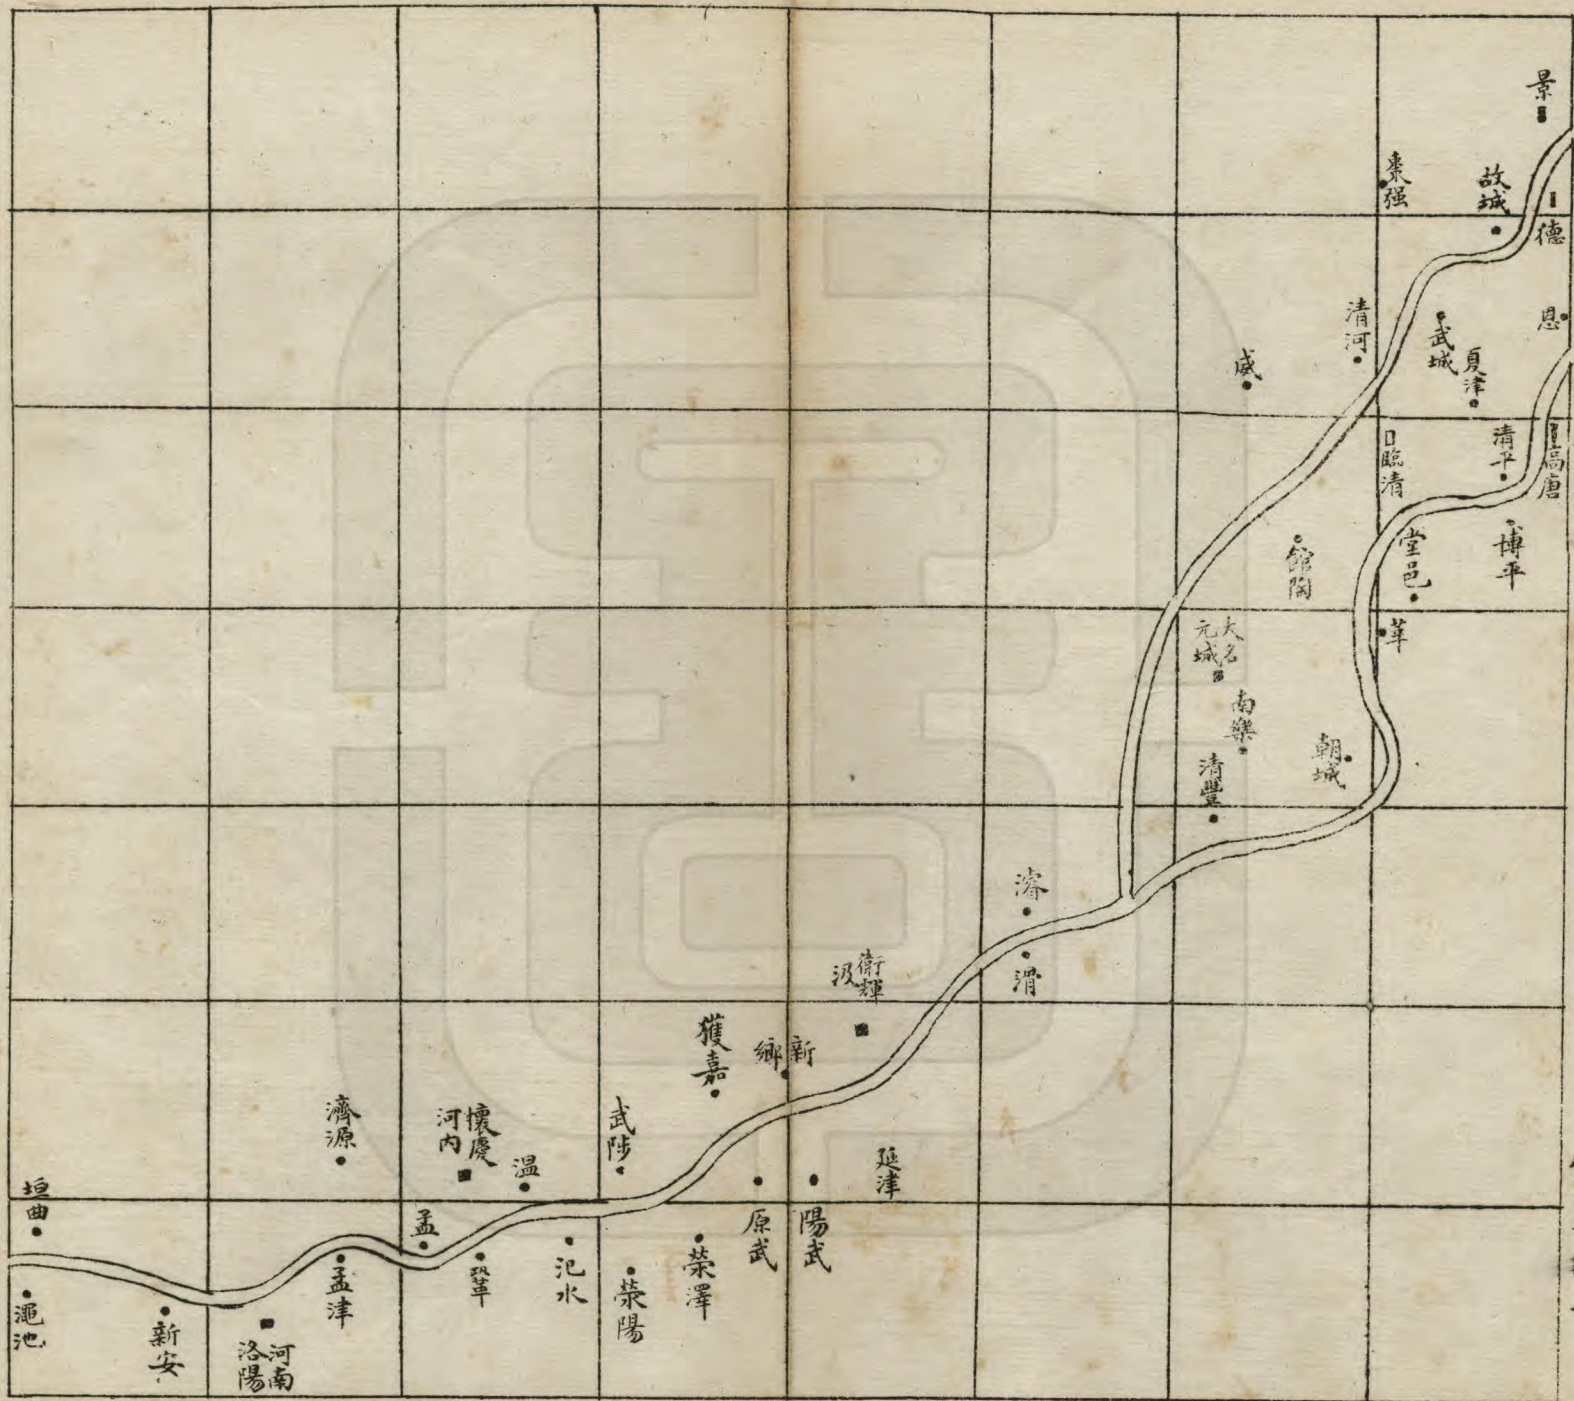 景
棗强
故城
德
恩
清河
武城
夏津
威
臨清
清平
高唐
館陶
堂邑
博平
莘
大名
元城
南樂
朝城
清豐
濬
滑
衛輝
汲
新鄉
獲嘉
延津
陽武
原武
武陟
滎澤
滎陽
汜水
溫
懷慶
河內
鞏
孟
濟源
孟津
河南
洛陽
新安
垣曲
澠池